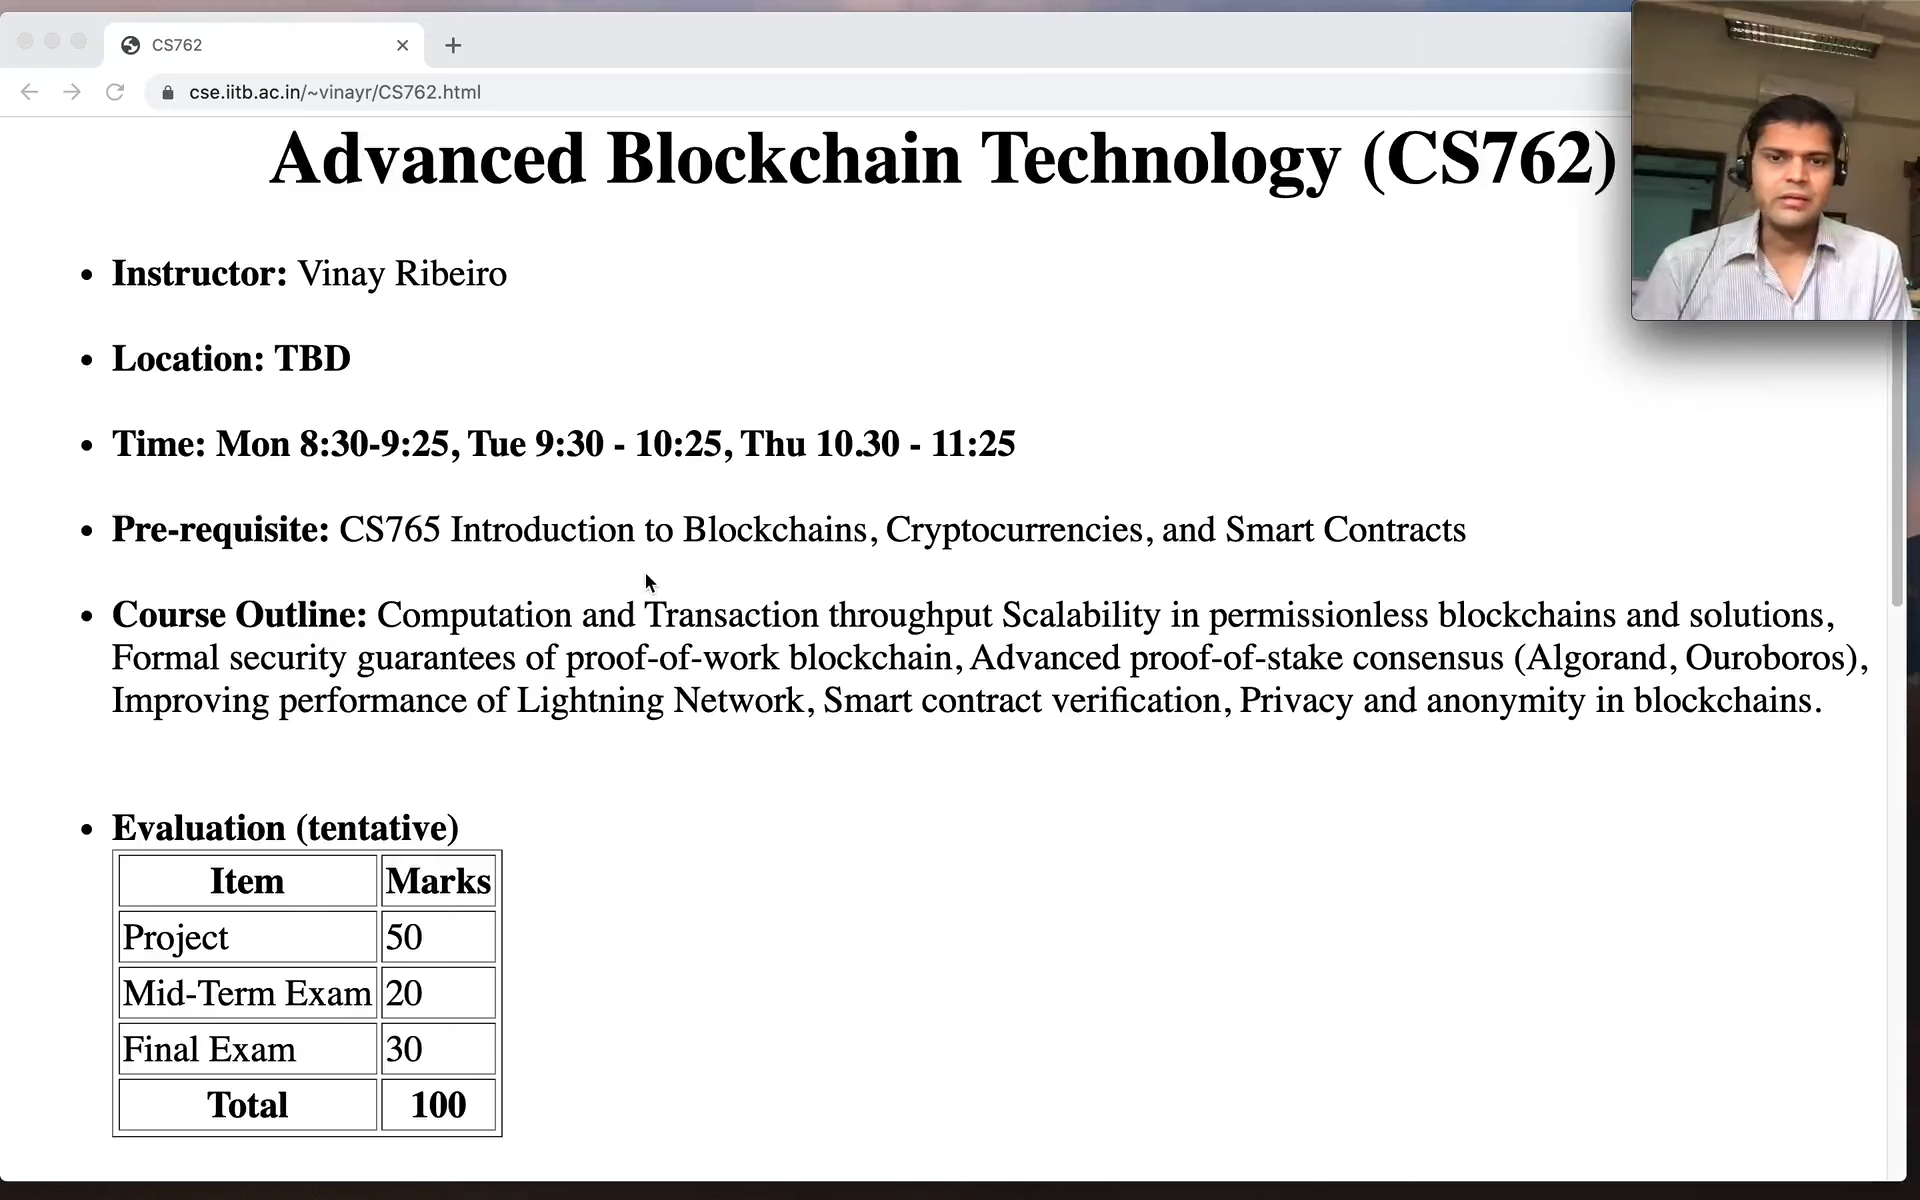 CS762
cse.iitb.ac.in/~vinayr/CS762.html
Advanced Blockchain Technology (CS762)
• Instructor: Vinay Ribeiro
• Location: TBD
• Time: Mon 8:30-9:25, Tue 9:30 - 10:25, Thu 10.30 - 11:25
• Pre-requisite: CS765 Introduction to Blockchains, Cryptocurrencies, and Smart Contracts
• Course Outline: Computation and Transaction throughput Scalability in permissionless blockchains and solutions,
Formal security guarantees of proof-of-work blockchain, Advanced proof-of-stake consensus (Algorand, Ouroboros),
Improving performance of Lightning Network, Smart contract verification, Privacy and anonymity in blockchains.
• Evaluation (tentative)
Item Marks
Project 50
Mid-Term Exam 20
Final Exam 30
Total 100